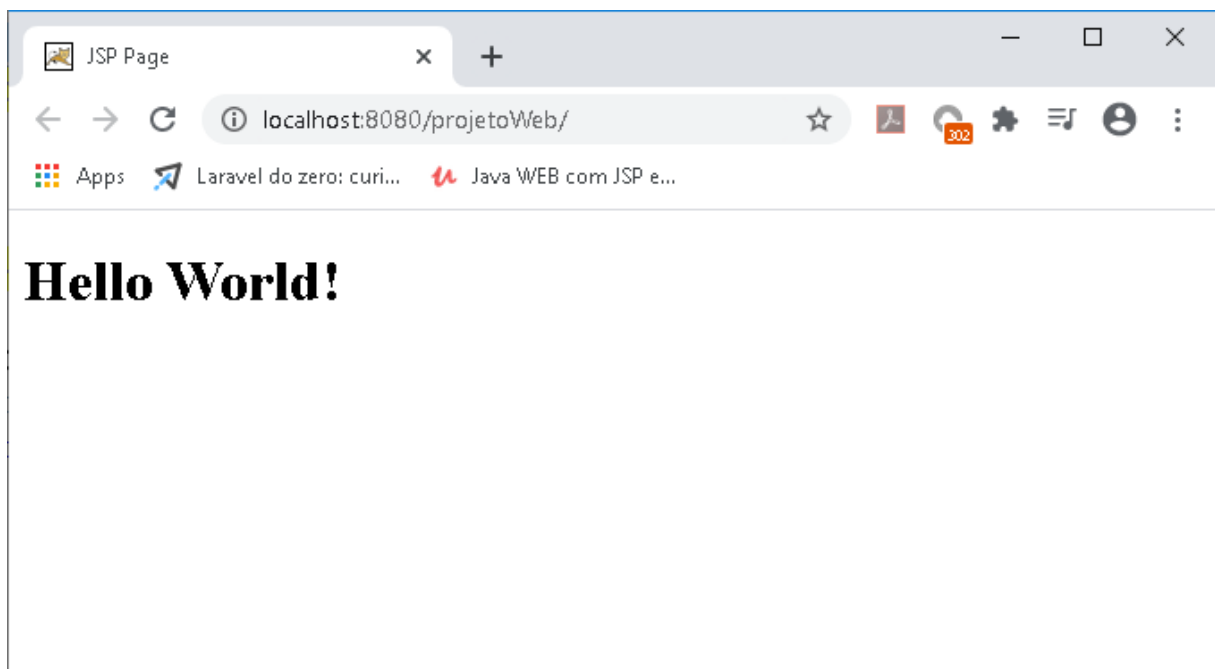 JSP Page
localhost:8080/projetoWeb/
302
Apps Laravel do zero: curi... Java WEB com JSP e...
Hello World!